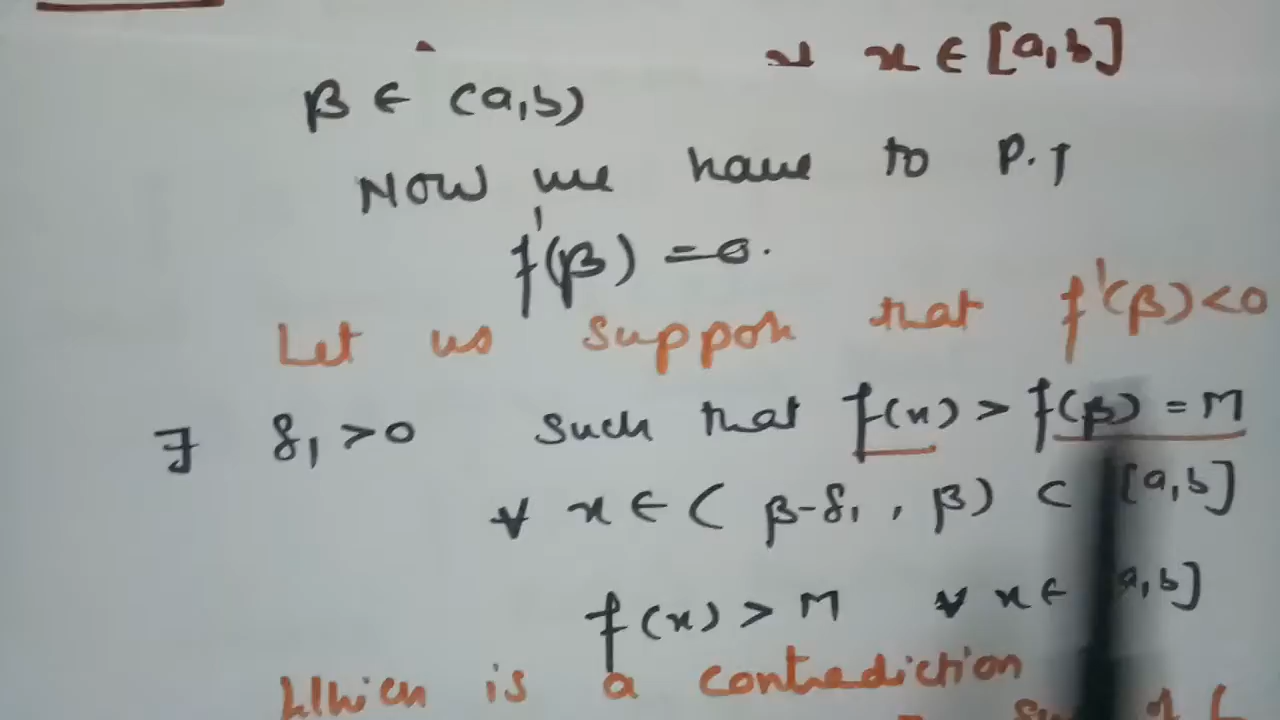 ∀ x ∈ [a,b]
β ∈ (a,b)
Now we have to P.T
f'(β) = 0.
Let us suppose that f'(β) < 0
∃ δ₁ > 0 such that f(x) > f(β) = M
∀ x ∈ ( β-δ₁ , β) ⊂ [a,b]
f(x) > M ∀ x ∈ [a,b]
Which is a contradiction